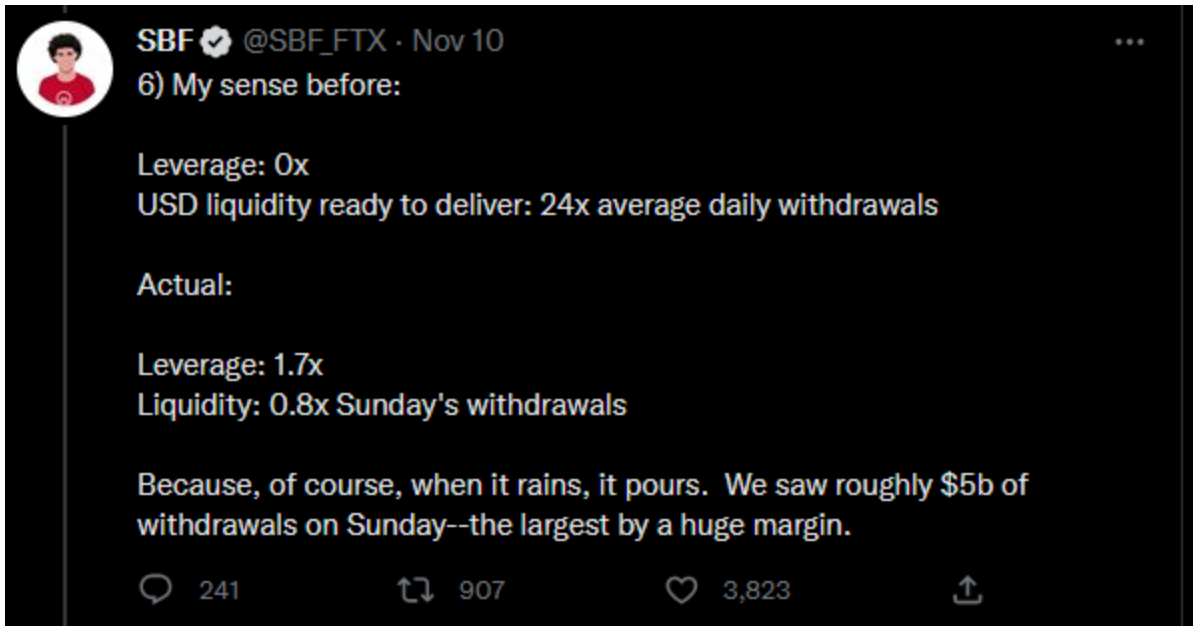 SBF @SBF_FTX · Nov 10
6) My sense before:
Leverage: 0x
USD liquidity ready to deliver: 24x average daily withdrawals
Actual:
Leverage: 1.7x
Liquidity: 0.8x Sunday's withdrawals
Because, of course, when it rains, it pours.  We saw roughly $5b of
withdrawals on Sunday--the largest by a huge margin.
241 907 3,823